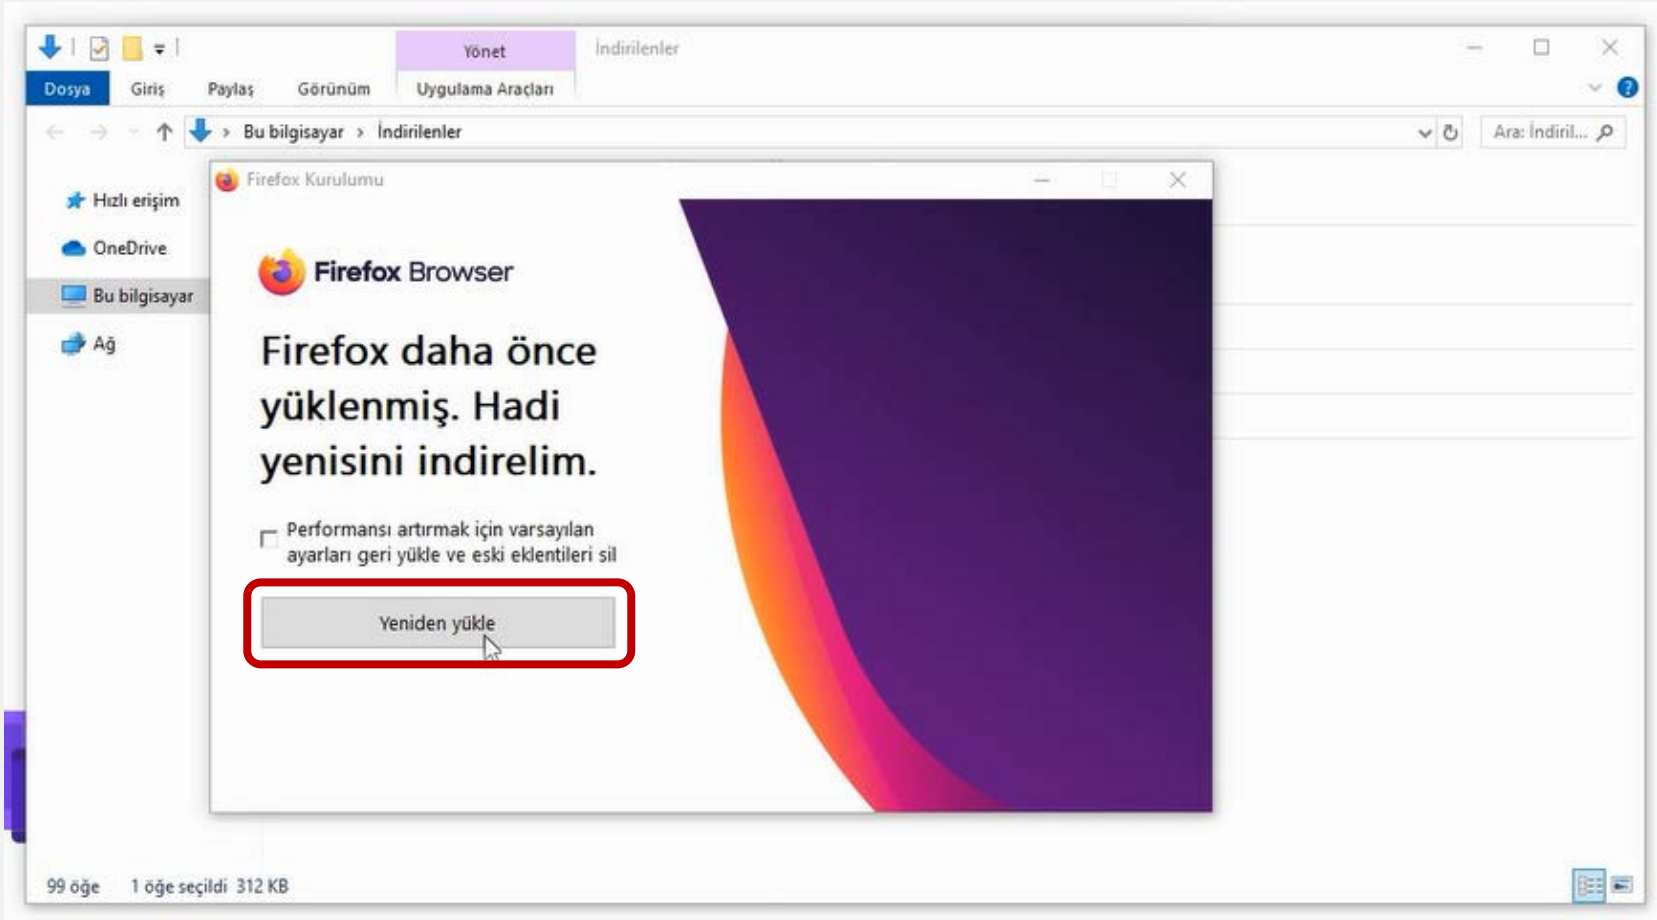 Yönet
İndirilenler
Dosya
Giriş
Paylaş
Görünüm
Uygulama Araçları
Bu bilgisayar
İndirilenler
Ara: İndiril...
Hızlı erişim
OneDrive
Bu bilgisayar
Ağ
Firefox Kurulumu
Firefox Browser
Firefox daha önce
yüklenmiş. Hadi
yenisini indirelim.
Performansı artırmak için varsayılan
ayarları geri yükle ve eski eklentileri sil
Yeniden yükle
99 öğe 1 öğe seçildi 312 KB